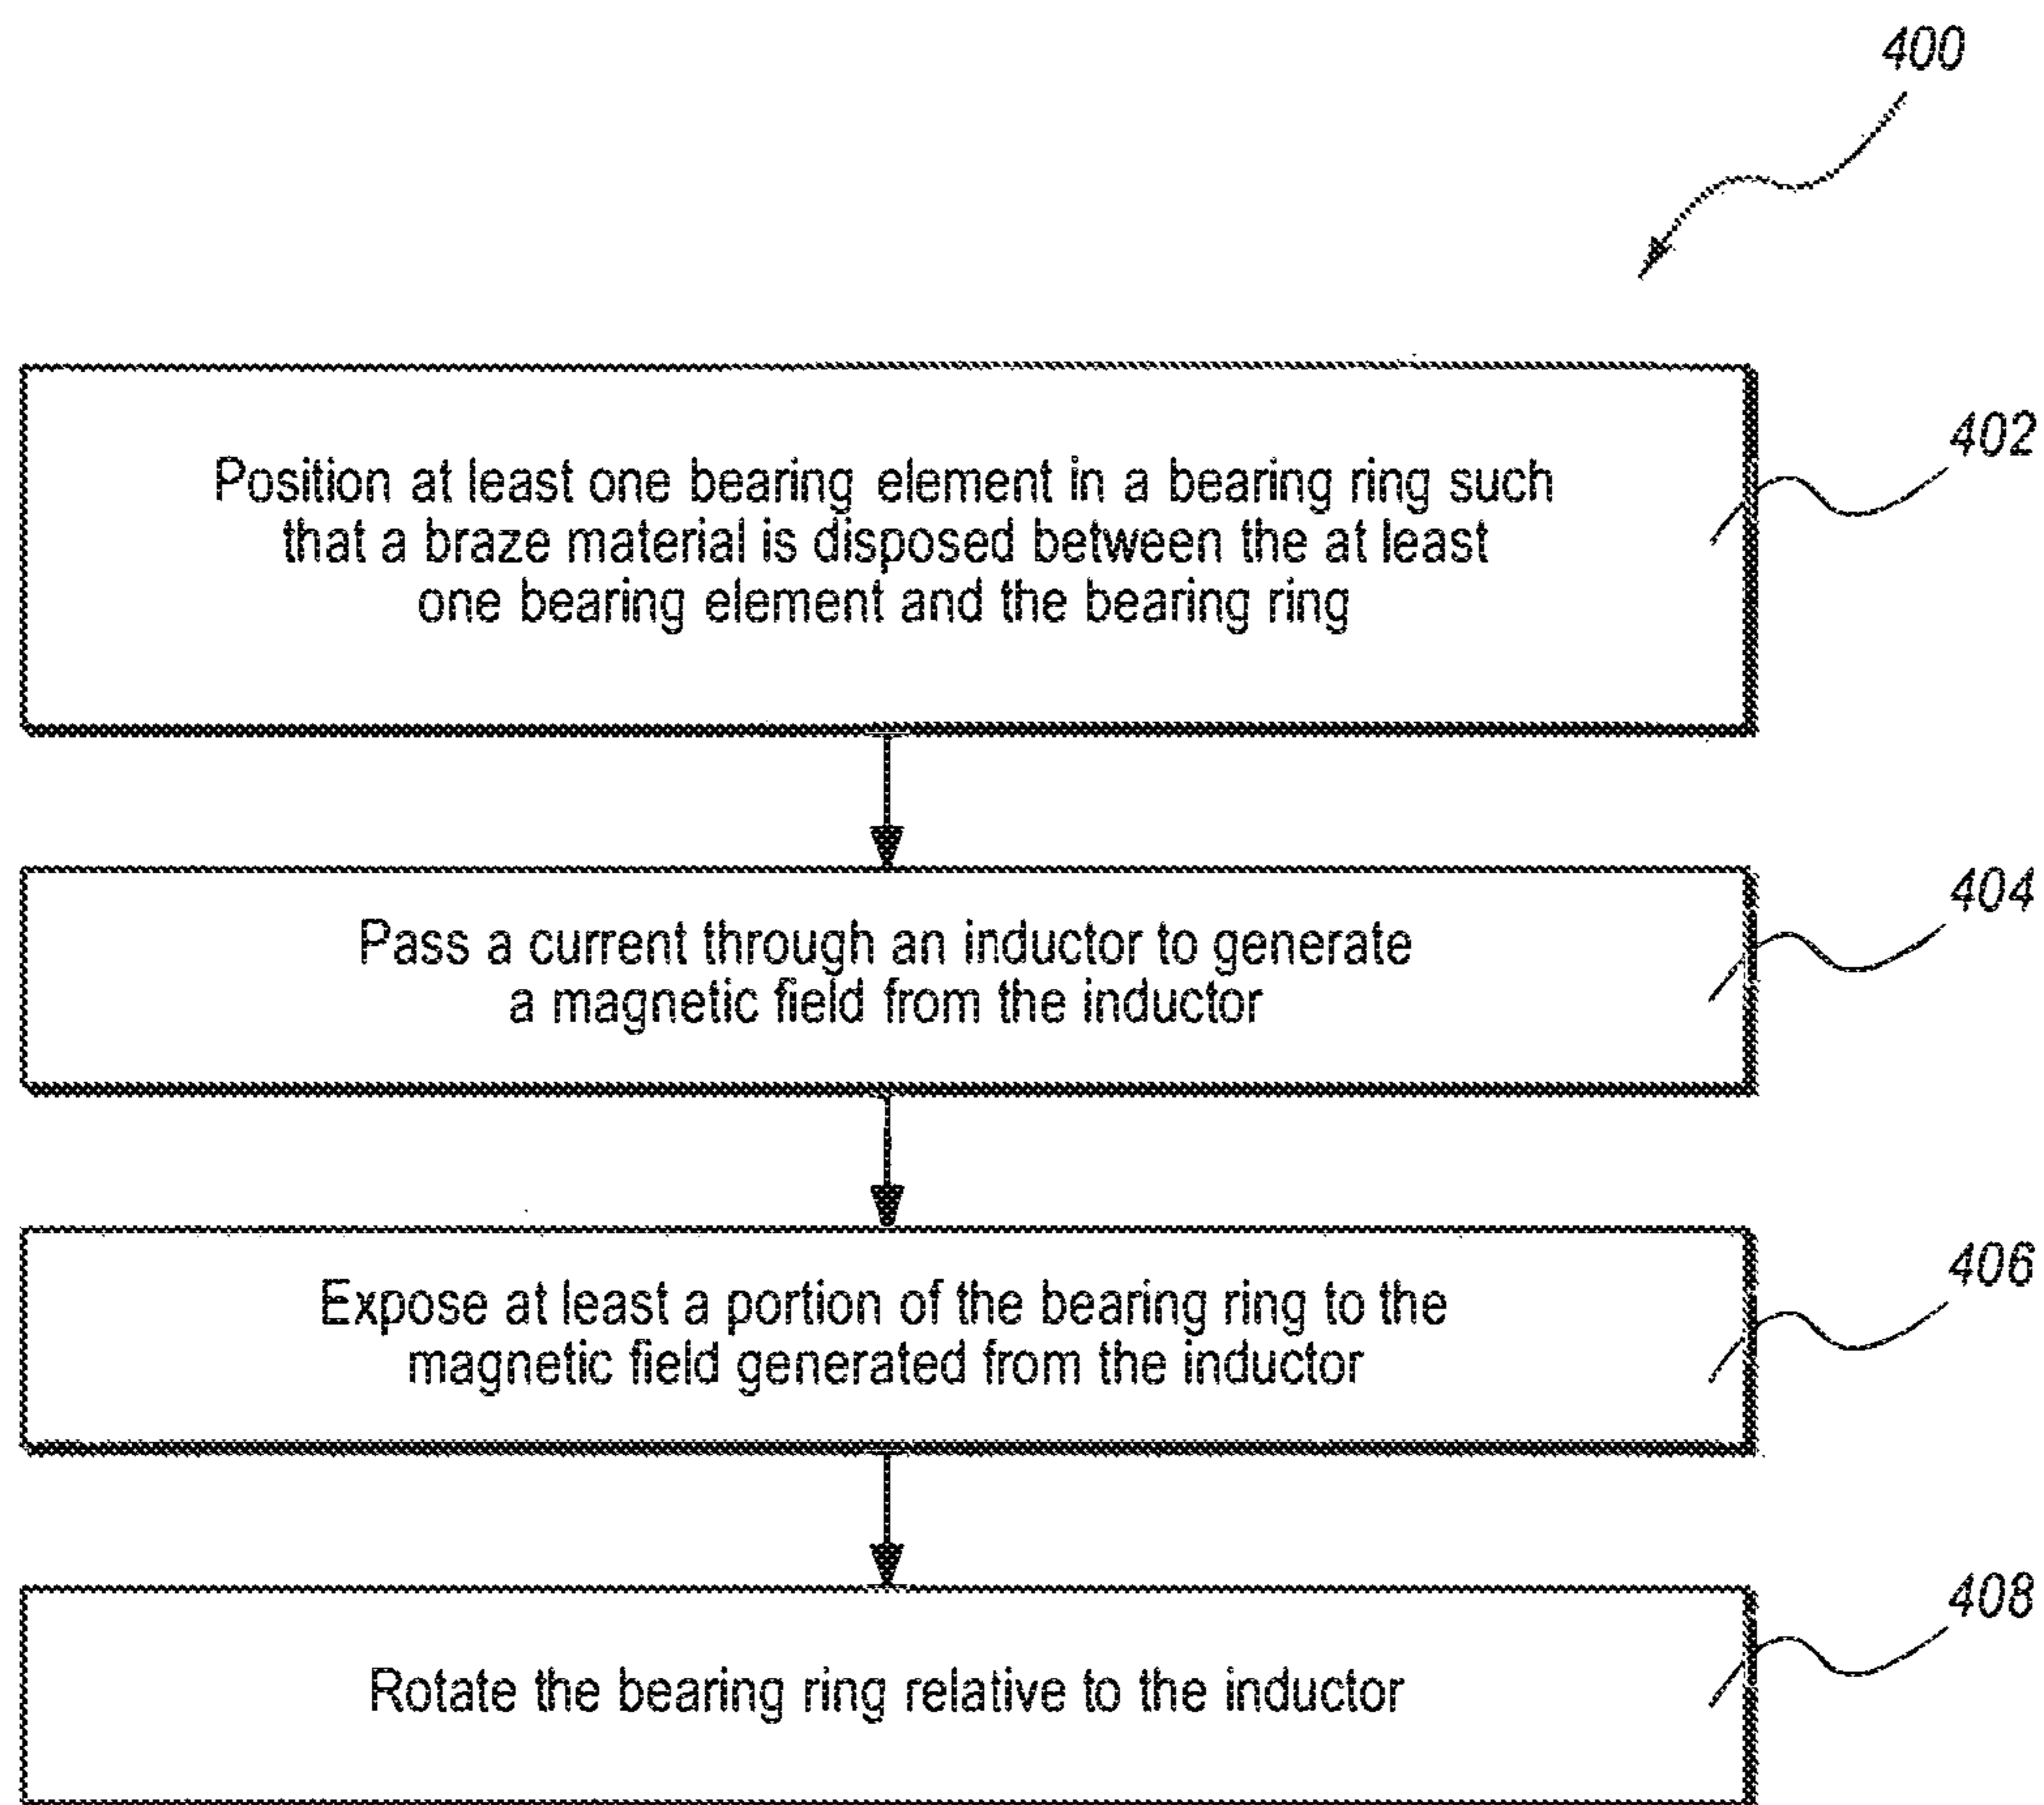 400
Position at least one bearing element in a bearing ring such
that a braze material is disposed between the at least
one bearing element and the bearing ring
402
Pass a current through an inductor to generate
a magnetic field from the inductor
404
Expose at least a portion of the bearing ring to the
magnetic field generated from the inductor
406
Rotate the bearing ring relative to the inductor
408